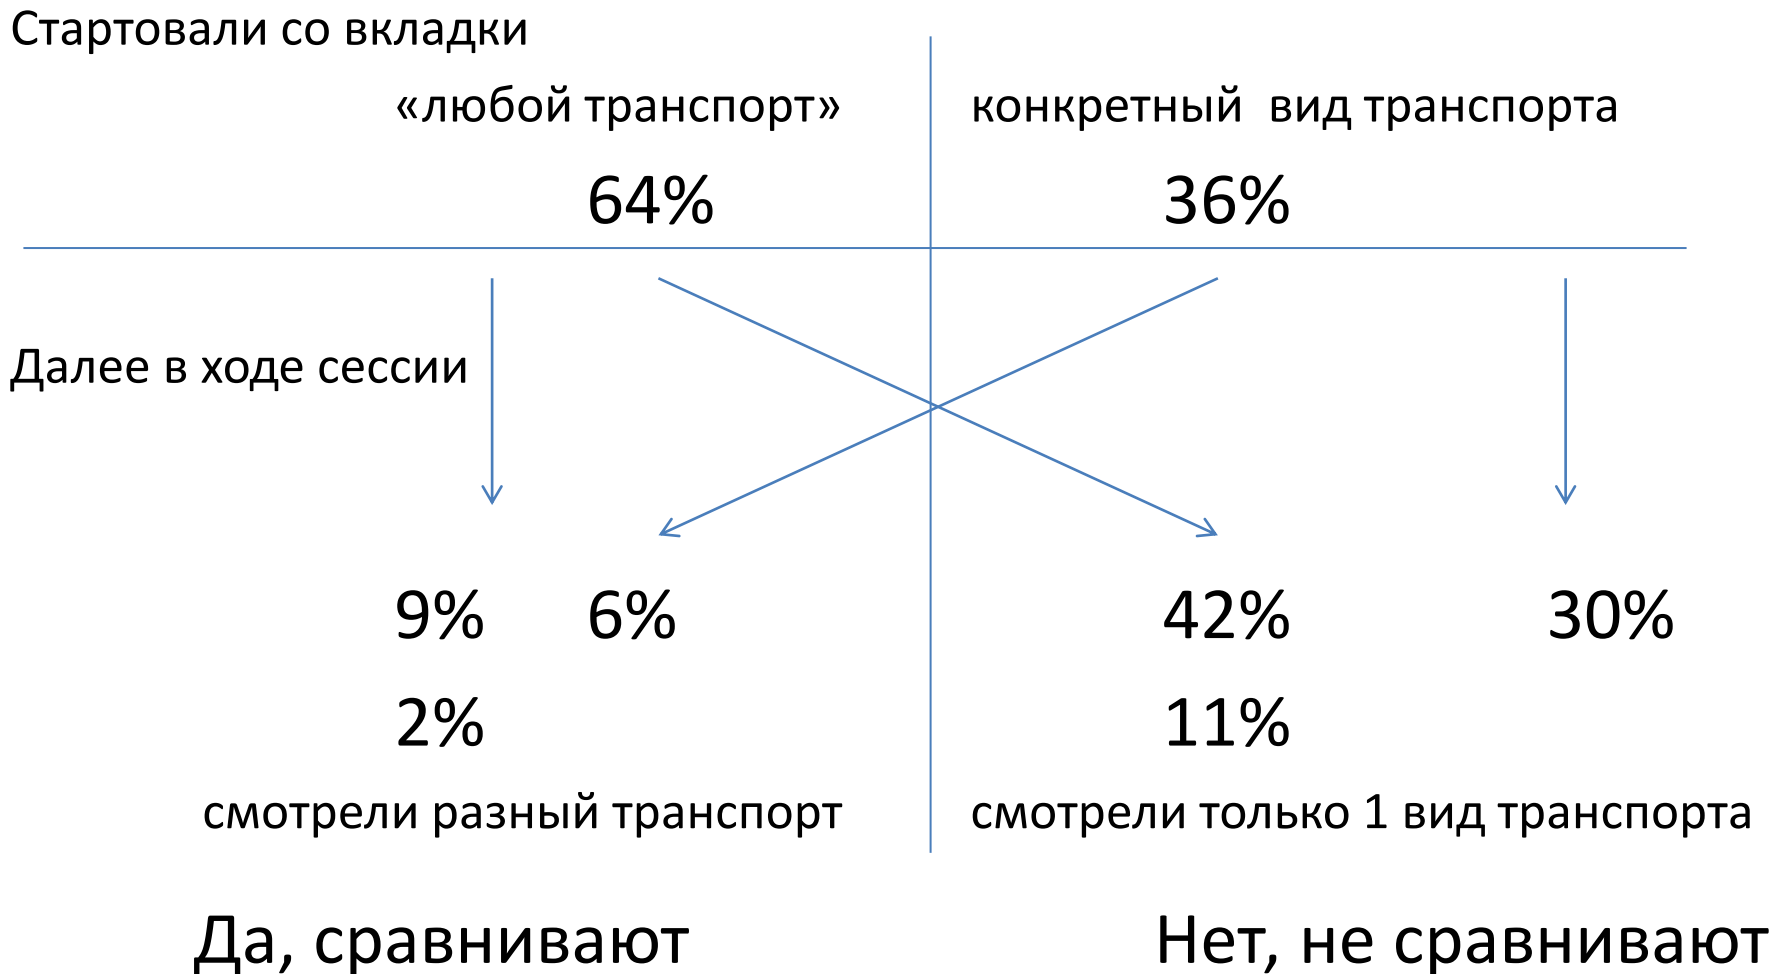 Стартовали со вкладки
«любой транспорт» конкретный вид транспорта
64% 36%
Далее в ходе сессии
9% 6% 42% 30%
2% 11%
смотрели разный транспорт смотрели только 1 вид транспорта
Да, сравнивают Нет, не сравнивают